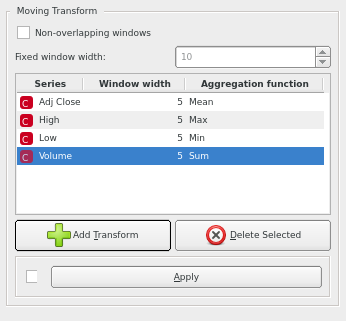 Moving Transform
Non-overlapping windows
Fixed window width: 10
Series Window width Aggregation function
C Adj Close 5 Mean
C High 5 Max
C Low 5 Min
C Volume 5 Sum
Add Transform Delete Selected
Apply